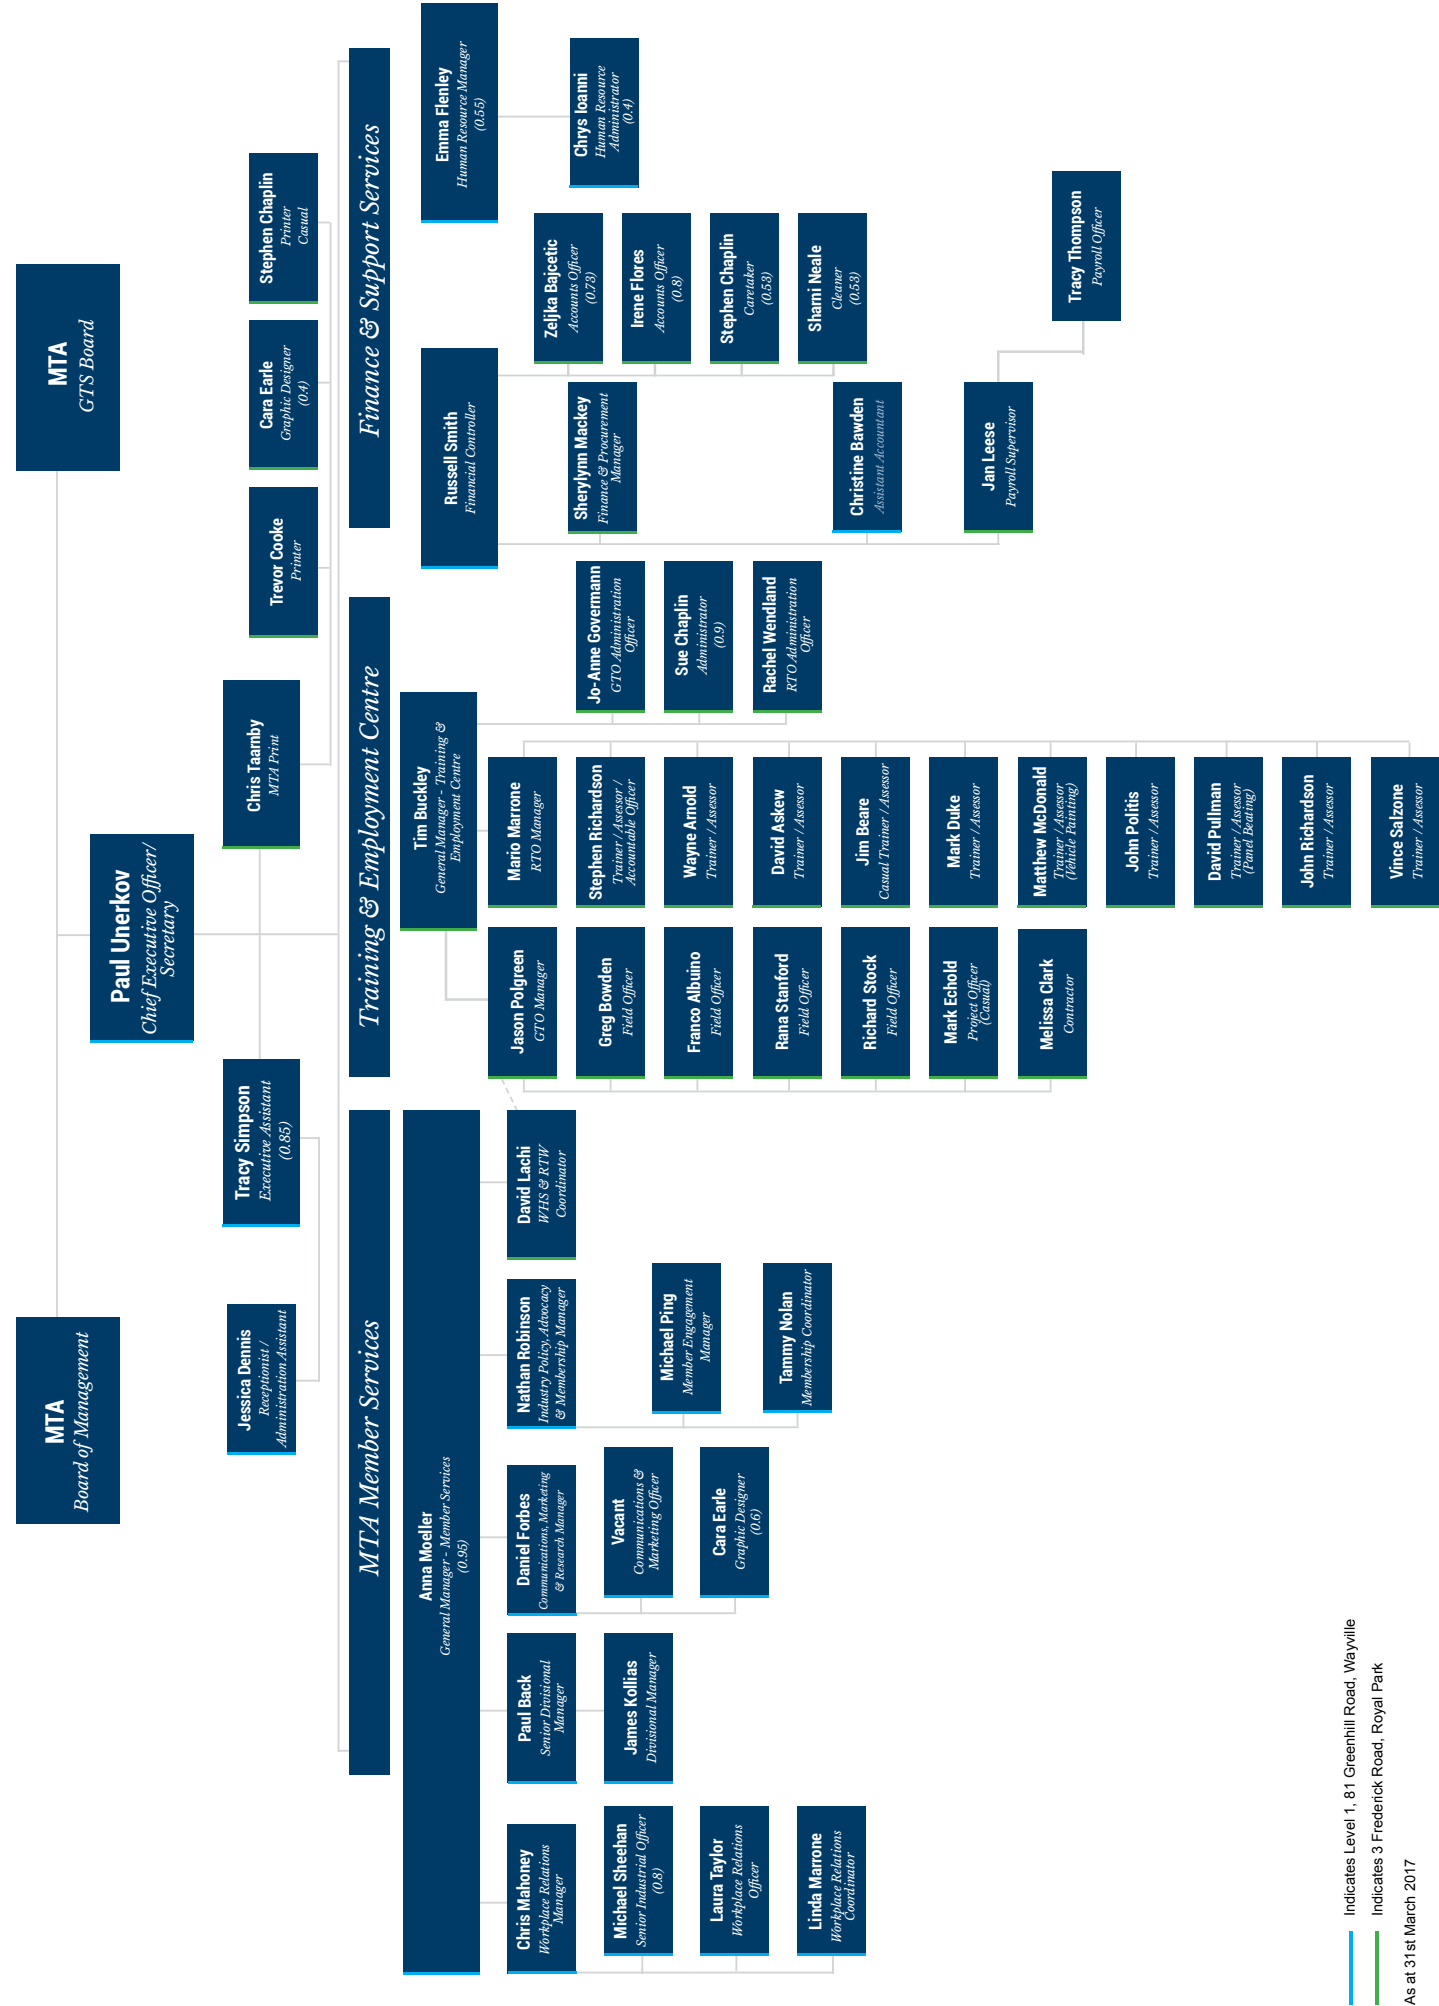 MTA
Board of Management
MTA
GTS Board
Paul Unerkov
Chief Executive Officer/
Secretary
Tracy Simpson
Executive Assistant
(0.85)
Chris Taarnby
MTA Print
Jessica Dennis
Receptionist /
Administration Assistant
Trevor Cooke
Printer
Cara Earle
Graphic Designer
(0.4)
Stephen Chaplin
Printer
Casual
MTA Member Services
Training & Employment Centre
Finance & Support Services
Anna Moeller
General Manager - Member Services
(0.95)
Chris Mahoney
Workplace Relations
Manager
Michael Sheehan
Senior Industrial Officer
(0.8)
Laura Taylor
Workplace Relations
Officer
Linda Marrone
Workplace Relations
Coordinator
Paul Back
Senior Divisional
Manager
James Kollias
Divisional Manager
Daniel Forbes
Communications, Marketing
& Research Manager
Vacant
Communications &
Marketing Officer
Cara Earle
Graphic Designer
(0.6)
Nathan Robinson
Industry Policy, Advocacy
& Membership Manager
Michael Ping
Member Engagement
Manager
Tammy Nolan
Membership Coordinator
David Lachi
WHS & RTW
Coordinator
Tim Buckley
General Manager - Training &
Employment Centre
Jason Polgreen
GTO Manager
Greg Bowden
Field Officer
Franco Albuino
Field Officer
Rana Stanford
Field Officer
Richard Stock
Field Officer
Mark Echold
Project Officer
(Casual)
Melissa Clark
Contractor
Mario Marrone
RTO Manager
Stephen Richardson
Trainer / Assessor /
Accountable Officer
Wayne Arnold
Trainer / Assessor
David Askew
Trainer / Assessor
Jim Beare
Casual Trainer / Assessor
Mark Duke
Trainer / Assessor
Matthew McDonald
Trainer / Assessor
(Vehicle Painting)
John Politis
Trainer / Assessor
David Pullman
Trainer / Assessor
(Panel Beating)
John Richardson
Trainer / Assessor
Vince Salzone
Trainer / Assessor
Jo-Anne Govermann
GTO Administration
Officer
Sue Chaplin
Administrator
(0.9)
Rachel Wendland
RTO Administration
Officer
Russell Smith
Financial Controller
Sherylynn Mackey
Finance & Procurement
Manager
Christine Bawden
Assistant Accountant
Jan Leese
Payroll Supervisor
Zeljka Bajcetic
Accounts Officer
(0.73)
Irene Flores
Accounts Officer
(0.8)
Stephen Chaplin
Caretaker
(0.53)
Sharni Neale
Cleaner
(0.53)
Tracy Thompson
Payroll Officer
Emma Flenley
Human Resource Manager
(0.55)
Chrys Ioanni
Human Resource
Administrator
(0.4)
Indicates Level 1, 81 Greenhill Road, Wayville
Indicates 3 Frederick Road, Royal Park
As at 31st March 2017